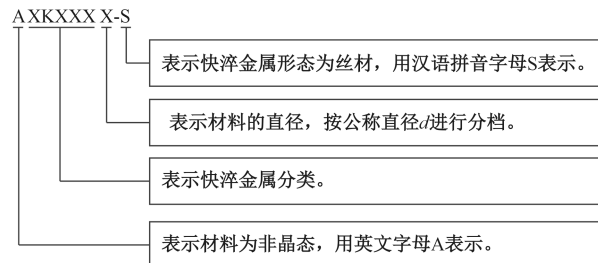 AXKXXX X-S
表示快淬金属形态为丝材，用汉语拼音字母S表示。
表示材料的直径，按公称直径d进行分档。
表示快淬金属分类。
表示材料为非晶态，用英文字母A表示。